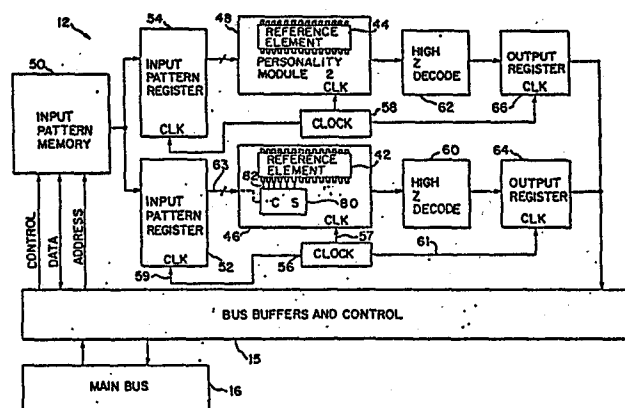 12
50
INPUT
PATTERN
MEMORY
54
INPUT
PATTERN
REGISTER
CLK
48
REFERENCE
ELEMENT
44
PERSONALITY
MODULE 2
CLK
HIGH
Z
DECODE
62
OUTPUT
REGISTER
66
CLK
CLOCK
58
63
INPUT
PATTERN
REGISTER
CLK
59
52
REFERENCE
ELEMENT
42
82
C S
80
CLK
46
57
CLOCK
56
61
60
HIGH
Z
DECODE
64
OUTPUT
REGISTER
CLK
CONTROL
DATA
ADDRESS
BUS BUFFERS AND CONTROL
15
MAIN BUS
16